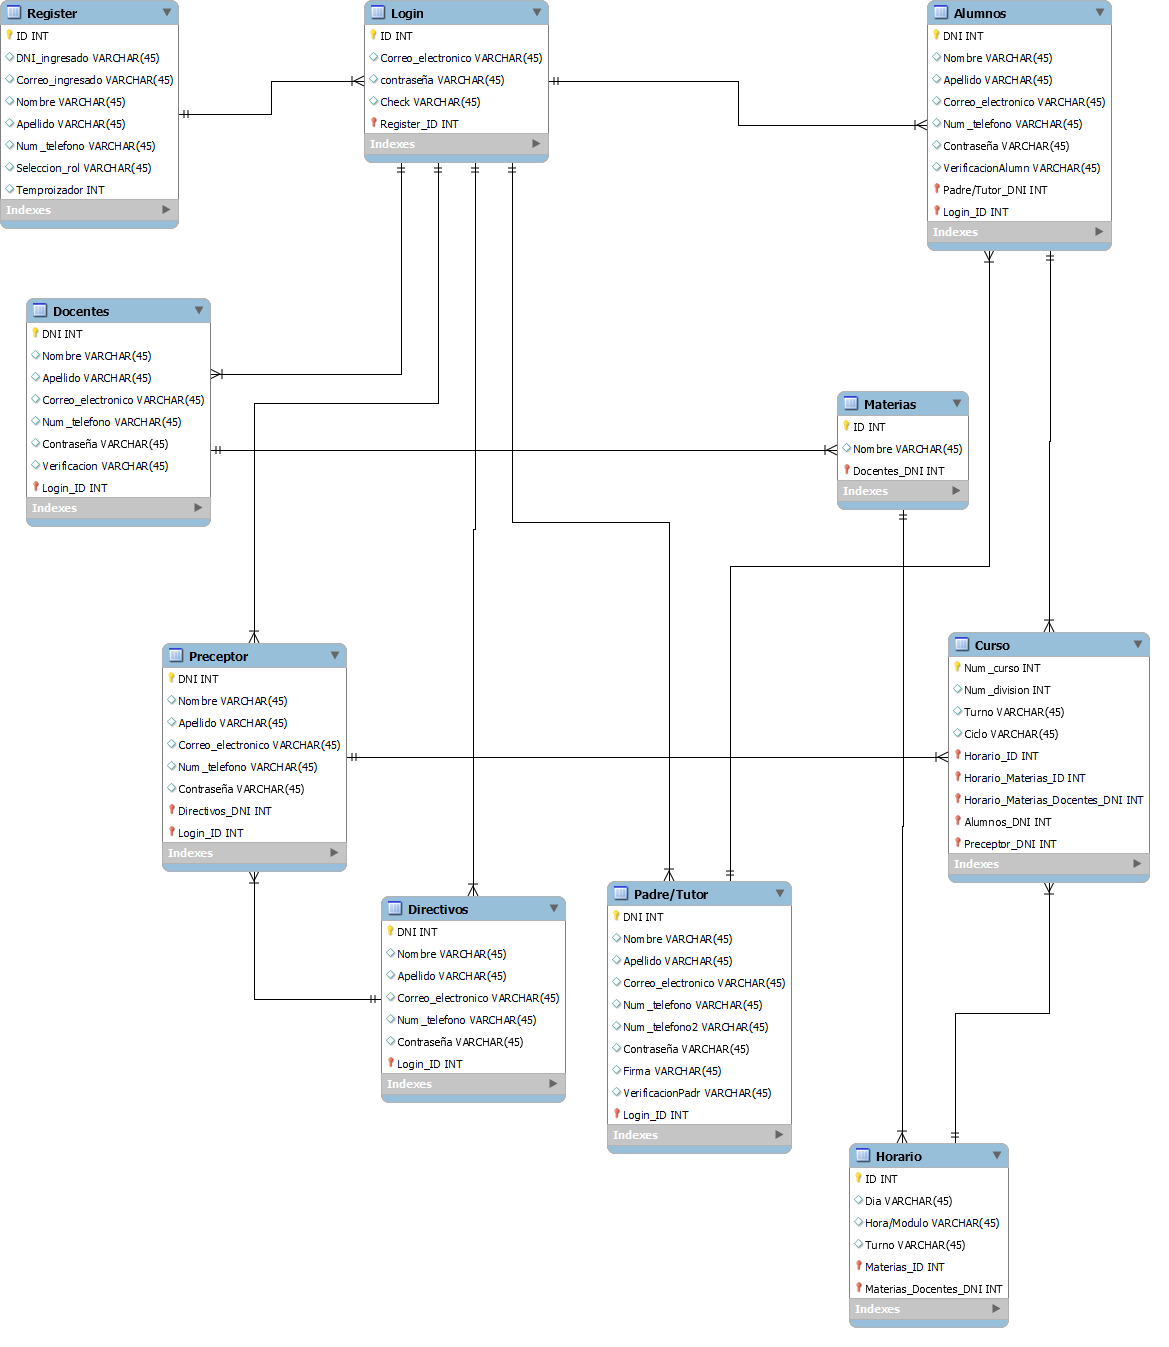 Register
ID INT
DNI_ingresado VARCHAR(45)
Correo_ingresado VARCHAR(45)
Nombre VARCHAR(45)
Apellido VARCHAR(45)
Num_telefono VARCHAR(45)
Seleccion_rol VARCHAR(45)
Temproizador INT
Indexes
Login
ID INT
Correo_electronico VARCHAR(45)
contraseña VARCHAR(45)
Check VARCHAR(45)
Register_ID INT
Indexes
Alumnos
DNI INT
Nombre VARCHAR(45)
Apellido VARCHAR(45)
Correo_electronico VARCHAR(45)
Num_telefono VARCHAR(45)
Contraseña VARCHAR(45)
VerificacionAlumn VARCHAR(45)
Padre/Tutor_DNI INT
Login_ID INT
Indexes
Docentes
DNI INT
Nombre VARCHAR(45)
Apellido VARCHAR(45)
Correo_electronico VARCHAR(45)
Num_telefono VARCHAR(45)
Contraseña VARCHAR(45)
Verificacion VARCHAR(45)
Login_ID INT
Indexes
Materias
ID INT
Nombre VARCHAR(45)
Docentes_DNI INT
Indexes
Preceptor
DNI INT
Nombre VARCHAR(45)
Apellido VARCHAR(45)
Correo_electronico VARCHAR(45)
Num_telefono VARCHAR(45)
Contraseña VARCHAR(45)
Directivos_DNI INT
Login_ID INT
Indexes
Curso
Num_curso INT
Num_division INT
Turno VARCHAR(45)
Ciclo VARCHAR(45)
Horario_ID INT
Horario_Materias_ID INT
Horario_Materias_Docentes_DNI INT
Alumnos_DNI INT
Preceptor_DNI INT
Indexes
Directivos
DNI INT
Nombre VARCHAR(45)
Apellido VARCHAR(45)
Correo_electronico VARCHAR(45)
Num_telefono VARCHAR(45)
Contraseña VARCHAR(45)
Login_ID INT
Indexes
Padre/Tutor
DNI INT
Nombre VARCHAR(45)
Apellido VARCHAR(45)
Correo_electronico VARCHAR(45)
Num_telefono VARCHAR(45)
Num_telefono2 VARCHAR(45)
Contraseña VARCHAR(45)
Firma VARCHAR(45)
VerificacionPadr VARCHAR(45)
Login_ID INT
Indexes
Horario
ID INT
Dia VARCHAR(45)
Hora/Modulo VARCHAR(45)
Turno VARCHAR(45)
Materias_ID INT
Materias_Docentes_DNI INT
Indexes